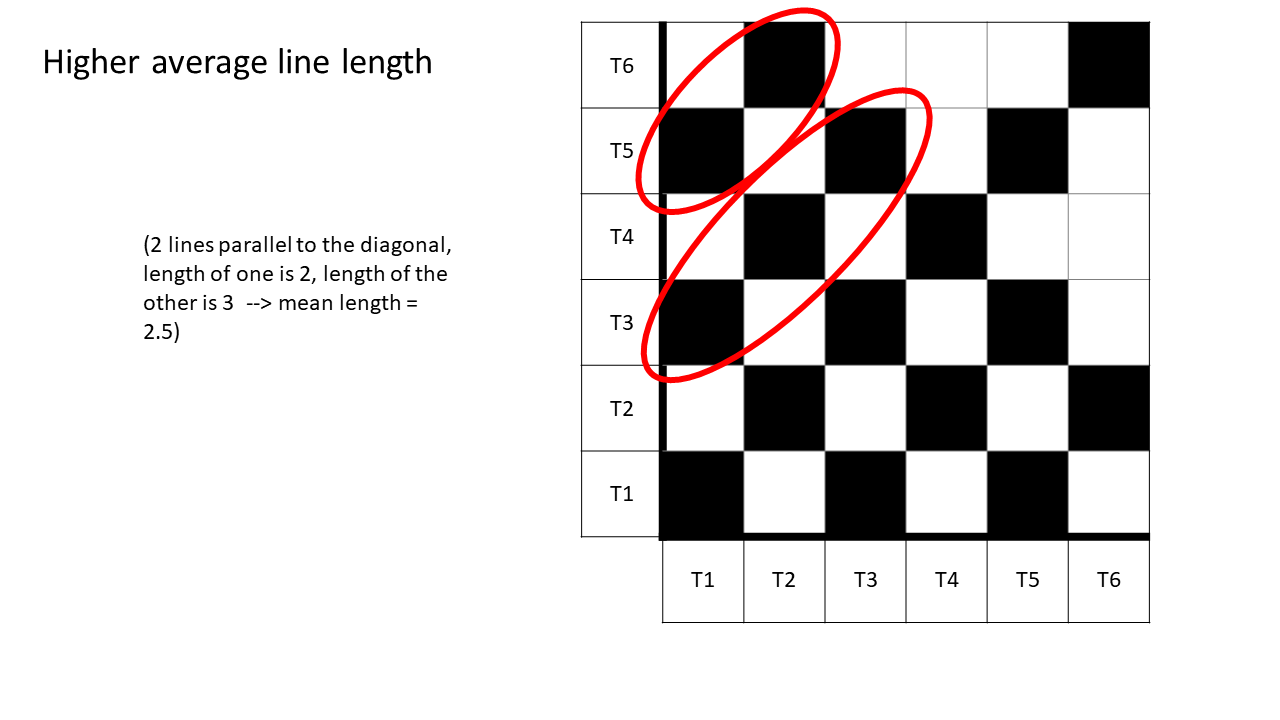 Higher average line length
(2 lines parallel to the diagonal,
length of one is 2, length of the
other is 3 --> mean length =
2.5)
T6
T5
T4
T3
T2
T1
T1 T2 T3 T4 T5 T6